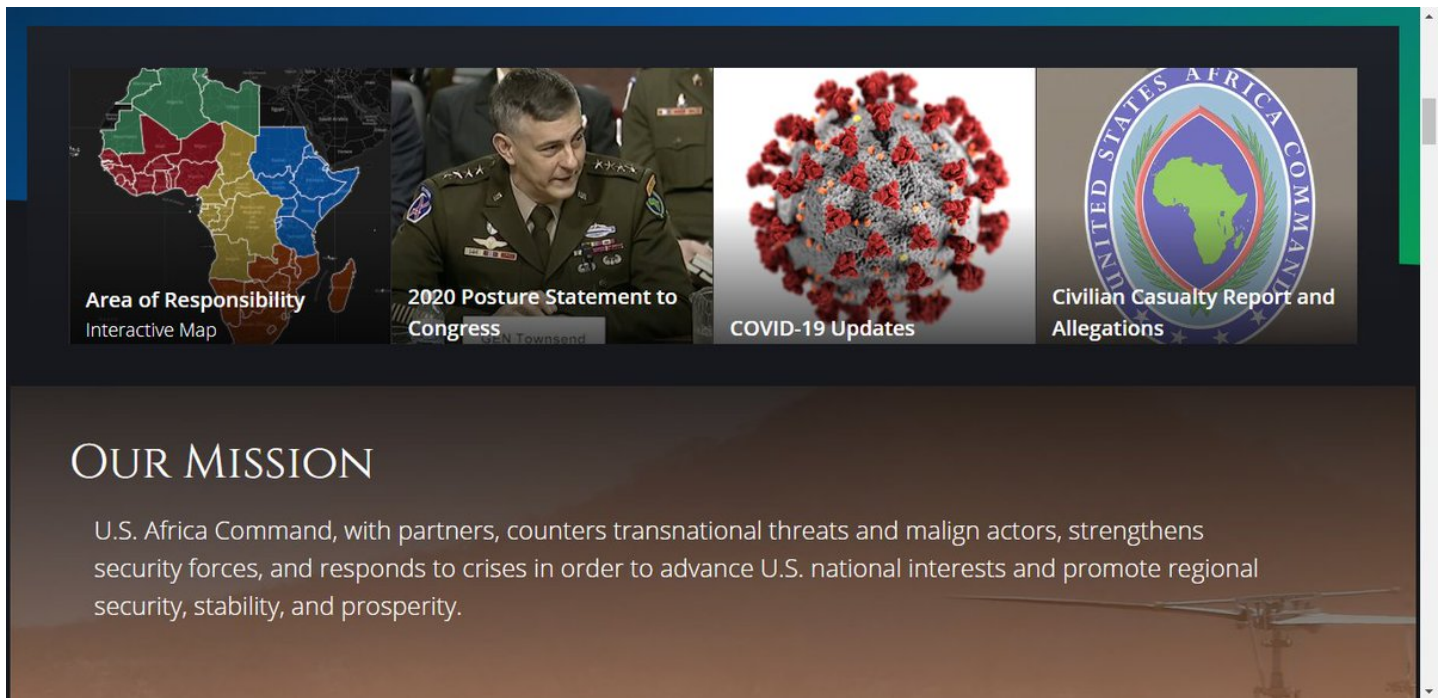 Area of Responsibility
Interactive Map
2020 Posture Statement to
Congress
GEN Townsend
COVID-19 Updates
UNITED STATES AFRICA COMMAND
Civilian Casualty Report and
Allegations
OUR MISSION
U.S. Africa Command, with partners, counters transnational threats and malign actors, strengthens
security forces, and responds to crises in order to advance U.S. national interests and promote regional
security, stability, and prosperity.